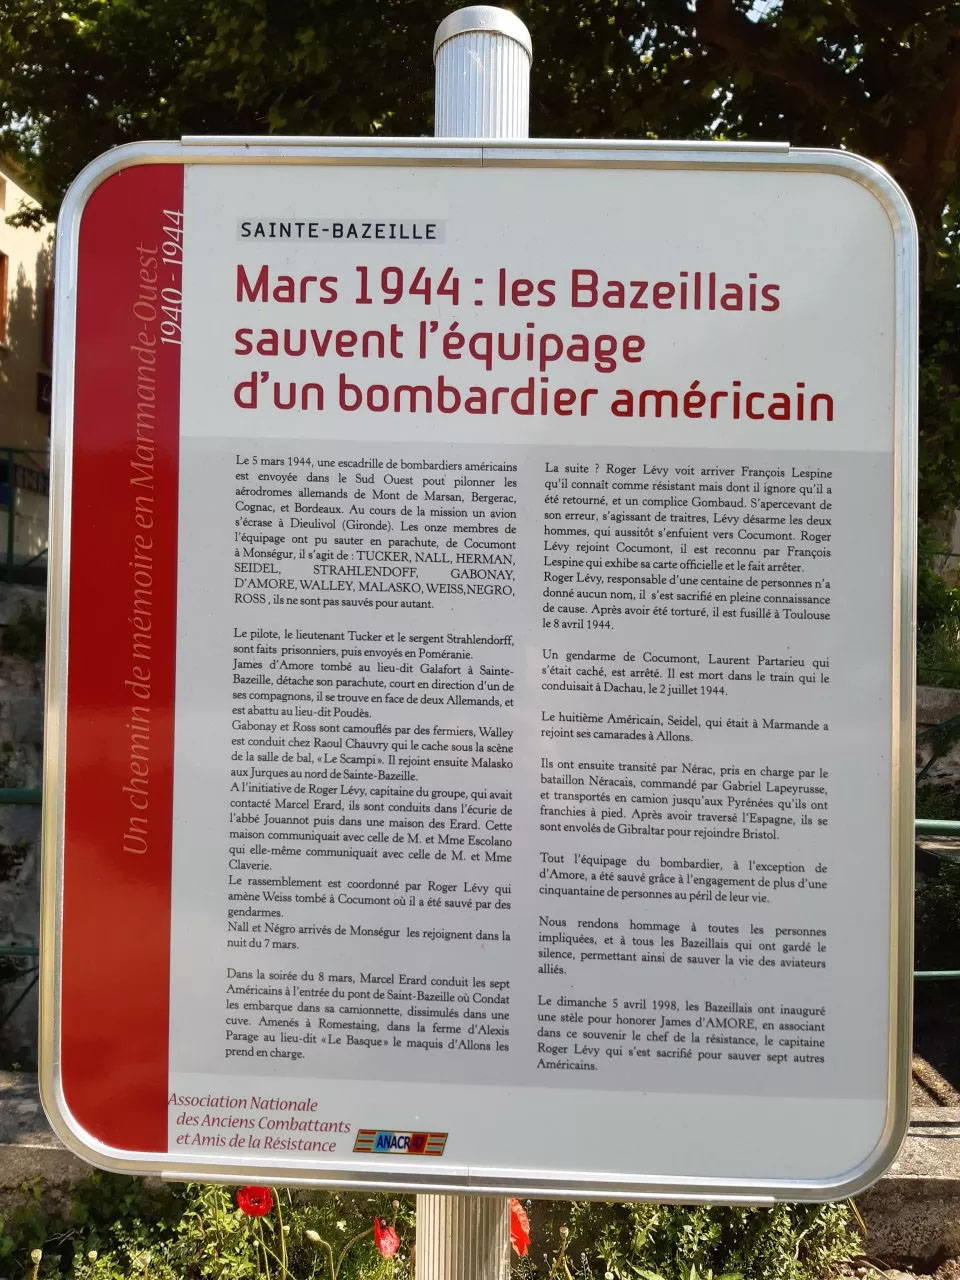 Un chemin de mémoire en Marmande-Ouest
1940 - 1944
SAINTE-BAZEILLE
Mars 1944 : les Bazeillais
sauvent l'équipage
d'un bombardier américain
Le 5 mars 1944, une escadrille de bombardiers américains
est envoyée dans le Sud Ouest pour pilonner les
aérodromes allemands de Mont de Marsan, Bergerac,
Cognac, et Bordeaux. Au cours de la mission un avion
s'écrase à Dieulivol (Gironde). Les onze membres de
l'équipage ont pu sauter en parachute, de Cocumont
à Monségur, il s'agit de : TUCKER, NALL, HERMAN,
SEIDEL, STRAHLENDOFF, GABONAY,
D'AMORE, WALLEY, MALASKO, WEISS,NEGRO,
ROSS , ils ne sont pas sauvés pour autant.
Le pilote, le lieutenant Tucker et le sergent Strahlendorff,
sont faits prisonniers, puis envoyés en Poméranie.
James d'Amore tombé au lieu-dit Galafort à Sainte-
Bazeille, détache son parachute, court en direction d'un de
ses compagnons, il se trouve en face de deux Allemands, et
est abattu au lieu-dit Poudès.
Gabonay et Ross sont camouflés par des fermiers, Walley
est conduit chez Raoul Chauvry qui le cache sous la scène
de la salle de bal, « Le Scampi ». Il rejoint ensuite Malasko
aux Jurques au nord de Sainte-Bazeille.
A l'initiative de Roger Lévy, capitaine du groupe, qui avait
contacté Marcel Erard, ils sont conduits dans l'écurie de
l'abbé Jouannot puis dans une maison des Erard. Cette
maison communiquait avec celle de M. et Mme Escolano
qui elle-même communiquait avec celle de M. et Mme
Claverie.
Le rassemblement est coordonné par Roger Lévy qui
amène Weiss tombé à Cocumont où il a été sauvé par des
gendarmes.
Nall et Négro arrivés de Monségur les rejoignent dans la
nuit du 7 mars.
Dans la soirée du 8 mars, Marcel Erard conduit les sept
Américains à l'entrée du pont de Saint-Bazeille où Condat
les embarque dans sa camionnette, dissimulés dans une
cuve. Amenés à Romestaing, dans la ferme d'Alexis
Parage au lieu-dit « Le Basque » le maquis d'Allons les
prend en charge.
La suite ? Roger Lévy voit arriver François Lespine
qu'il connaît comme résistant mais dont il ignore qu'il a
été retourné, et un complice Gombaud. S'apercevant de
son erreur, s'agissant de traitres, Lévy désarme les deux
hommes, qui aussitôt s'enfuient vers Cocumont. Roger
Lévy rejoint Cocumont, il est reconnu par François
Lespine qui exhibe sa carte officielle et le fait arrêter.
Roger Lévy, responsable d'une centaine de personnes n'a
donné aucun nom, il s'est sacrifié en pleine connaissance
de cause. Après avoir été torturé, il est fusillé à Toulouse
le 8 avril 1944.
Un gendarme de Cocumont, Laurent Partarieu qui
s'était caché, est arrêté. Il est mort dans le train qui le
conduisait à Dachau, le 2 juillet 1944.
Le huitième Américain, Seidel, qui était à Marmande a
rejoint ses camarades à Allons.
Ils ont ensuite transité par Nérac, pris en charge par le
bataillon Néracais, commandé par Gabriel Lapeyrusse,
et transportés en camion jusqu'aux Pyrénées qu'ils ont
franchies à pied. Après avoir traversé l'Espagne, ils se
sont envolés de Gibraltar pour rejoindre Bristol.
Tout l'équipage du bombardier, à l'exception de
d'Amore, a été sauvé grâce à l'engagement de plus d'une
cinquantaine de personnes au péril de leur vie.
Nous rendons hommage à toutes les personnes
impliquées, et à tous les Bazeillais qui ont gardé le
silence, permettant ainsi de sauver la vie des aviateurs
alliés.
Le dimanche 5 avril 1998, les Bazeillais ont inauguré
une stèle pour honorer James d'AMORE, en associant
dans ce souvenir le chef de la résistance, le capitaine
Roger Lévy qui s'est sacrifié pour sauver sept autres
Américains.
Association Nationale
des Anciens Combattants
et Amis de la Résistance
ANACR 47